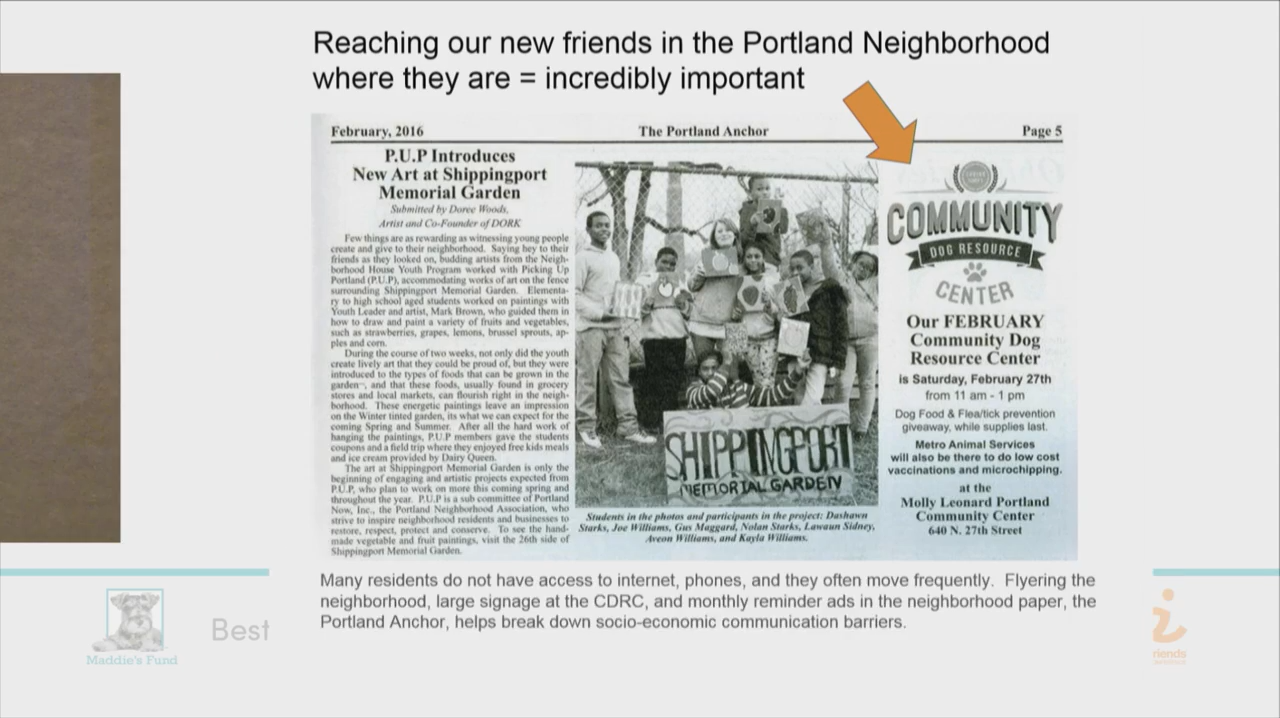 Reaching our new friends in the Portland Neighborhood
where they are = incredibly important
February, 2016
The Portland Anchor
Page 5
P.U.P Introduces
New Art at Shippingport
Memorial Garden
Submitted by Doree Woods,
Artist and Co-Founder of DORK
Few things are as rewarding as witnessing young people
create and give to their neighborhood. Saying hey to their
friends as they looked on, budding artists from the Neigh-
borhood House Youth Program worked with Picking Up
Portland (P.U.P), accommodating works of art on the fence
surrounding Shippingport Memorial Garden. Elementa-
ry to high school aged students worked on paintings with
Youth Leader and artist, Mark Brown, who guided them in
how to draw and paint a variety of fruits and vegetables,
such as strawberries, grapes, lemons, brussel sprouts, ap-
ples and corn.
During the course of two weeks, not only did the youth
create lively art that they could be proud of, but they were
introduced to the types of foods that can be grown in the
garden, and that these foods, usually found in grocery
stores and local markets, can flourish right in the neigh-
borhood. These energetic paintings leave an impression
on the Winter tinted garden, its what we can expect for the
coming Spring and Summer. After all the hard work of
hanging the paintings, P.U.P members gave the students
coupons and a field trip where they enjoyed free kids meals
and ice cream provided by Dairy Queen.
The art at Shippingport Memorial Garden is only the
beginning of engaging and artistic projects expected from
P.U.P, who plan to work on more this coming spring and
throughout the year. P.U.P is a sub committee of Portland
Now, Inc., the Portland Neighborhood Association, who
strive to inspire neighborhood residents and businesses to
restore, respect, protect and conserve. To see the hand-
made vegetable and fruit paintings, visit the 26th side of
Shippingport Memorial Garden.
SHIPPINGPORT
MEMORIAL GARDEN
Students in the photos and participants in the project: Dashawn
Starks, Joe Williams, Gus Maggard, Nolan Starks, Lawaun Sidney,
Aveon Williams, and Kayla Williams.
COMMUNITY
DOG RESOURCE
CENTER
Our FEBRUARY
Community Dog
Resource Center
is Saturday, February 27th
from 11 am - 1 pm
Dog Food & Flea/tick prevention
giveaway, while supplies last.
Metro Animal Services
will also be there to do low cost
vaccinations and microchipping.
at the
Molly Leonard Portland
Community Center
640 N. 27th Street
Many residents do not have access to internet, phones, and they often move frequently. Flyering the
neighborhood, large signage at the CDRC, and monthly reminder ads in the neighborhood paper, the
Portland Anchor, helps break down socio-economic communication barriers.
Maddie's Fund
Best
riends